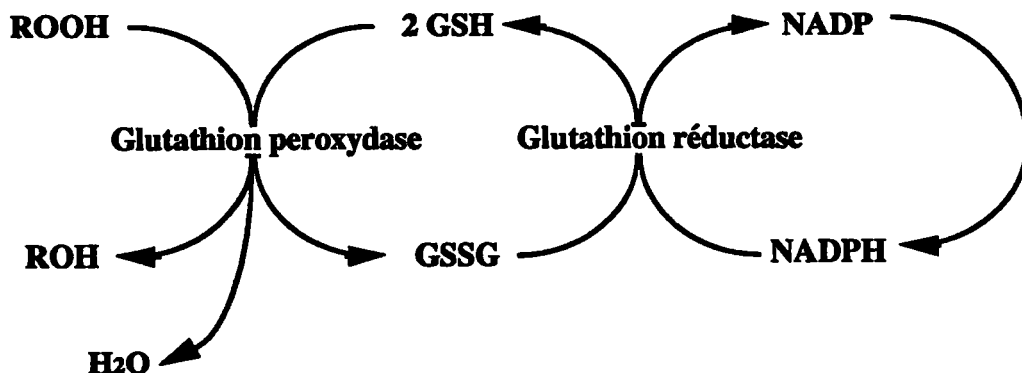 ROOH 2 GSH NADP
Glutathion peroxydase Glutathion réductase
ROH GSSG NADPH
H2O